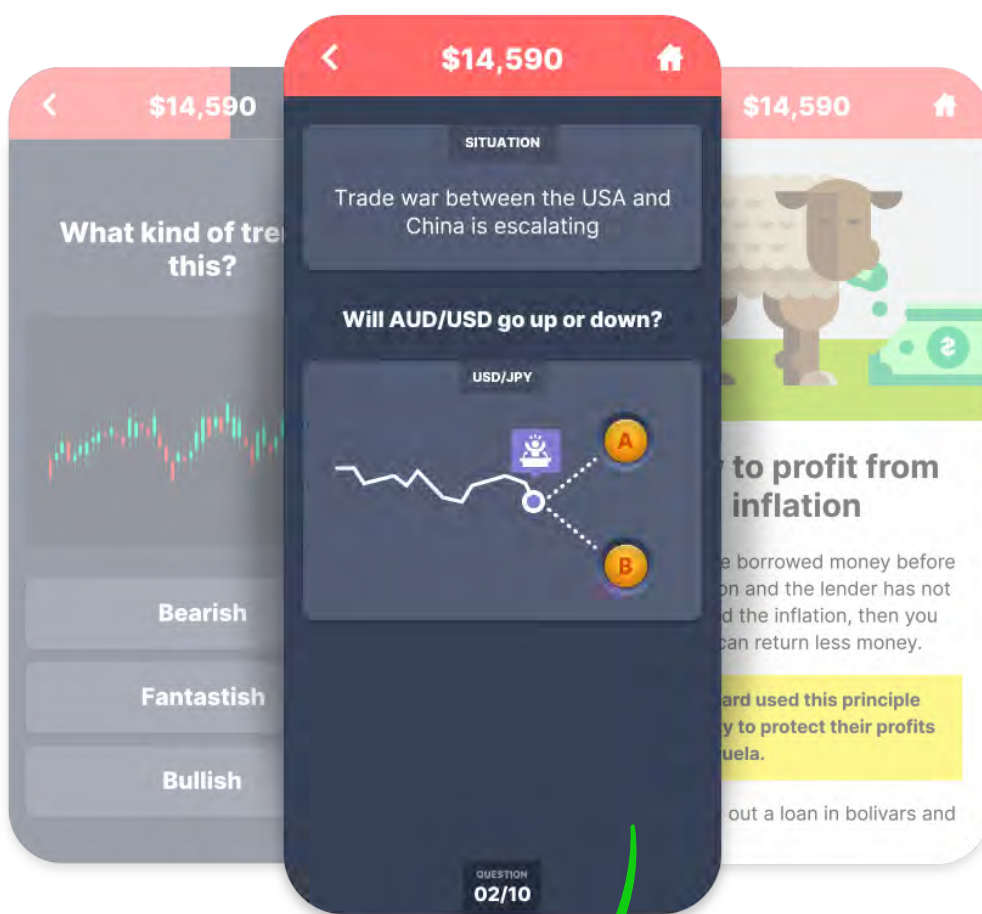 $14,590
What kind of
this?
Bearish
Fantastish
Bullish
$14,590
SITUATION
Trade war between the USA and
China is escalating
Will AUD/USD go up or down?
USD/JPY
A
B
QUESTION
02/10
$14,590
to profit from
inflation
borrowed money before
and the lender has not
the inflation, then you
can return less money.
used this principle
to protect their profits
out a loan in bolivars and